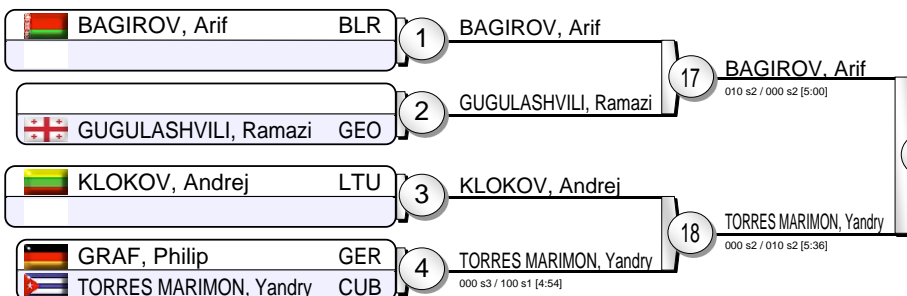 BAGIROV, Arif BLR
1
BAGIROV, Arif
17
BAGIROV, Arif
010 s2 / 000 s2 [5:00]
2
GUGULASHVILI, Ramazi
GUGULASHVILI, Ramazi GEO
KLOKOV, Andrej LTU
3
KLOKOV, Andrej
18
TORRES MARIMON, Yandry
000 s2 / 010 s2 [5:36]
GRAF, Philip GER
4
TORRES MARIMON, Yandry
000 s3 / 100 s1 [4:54]
TORRES MARIMON, Yandry CUB